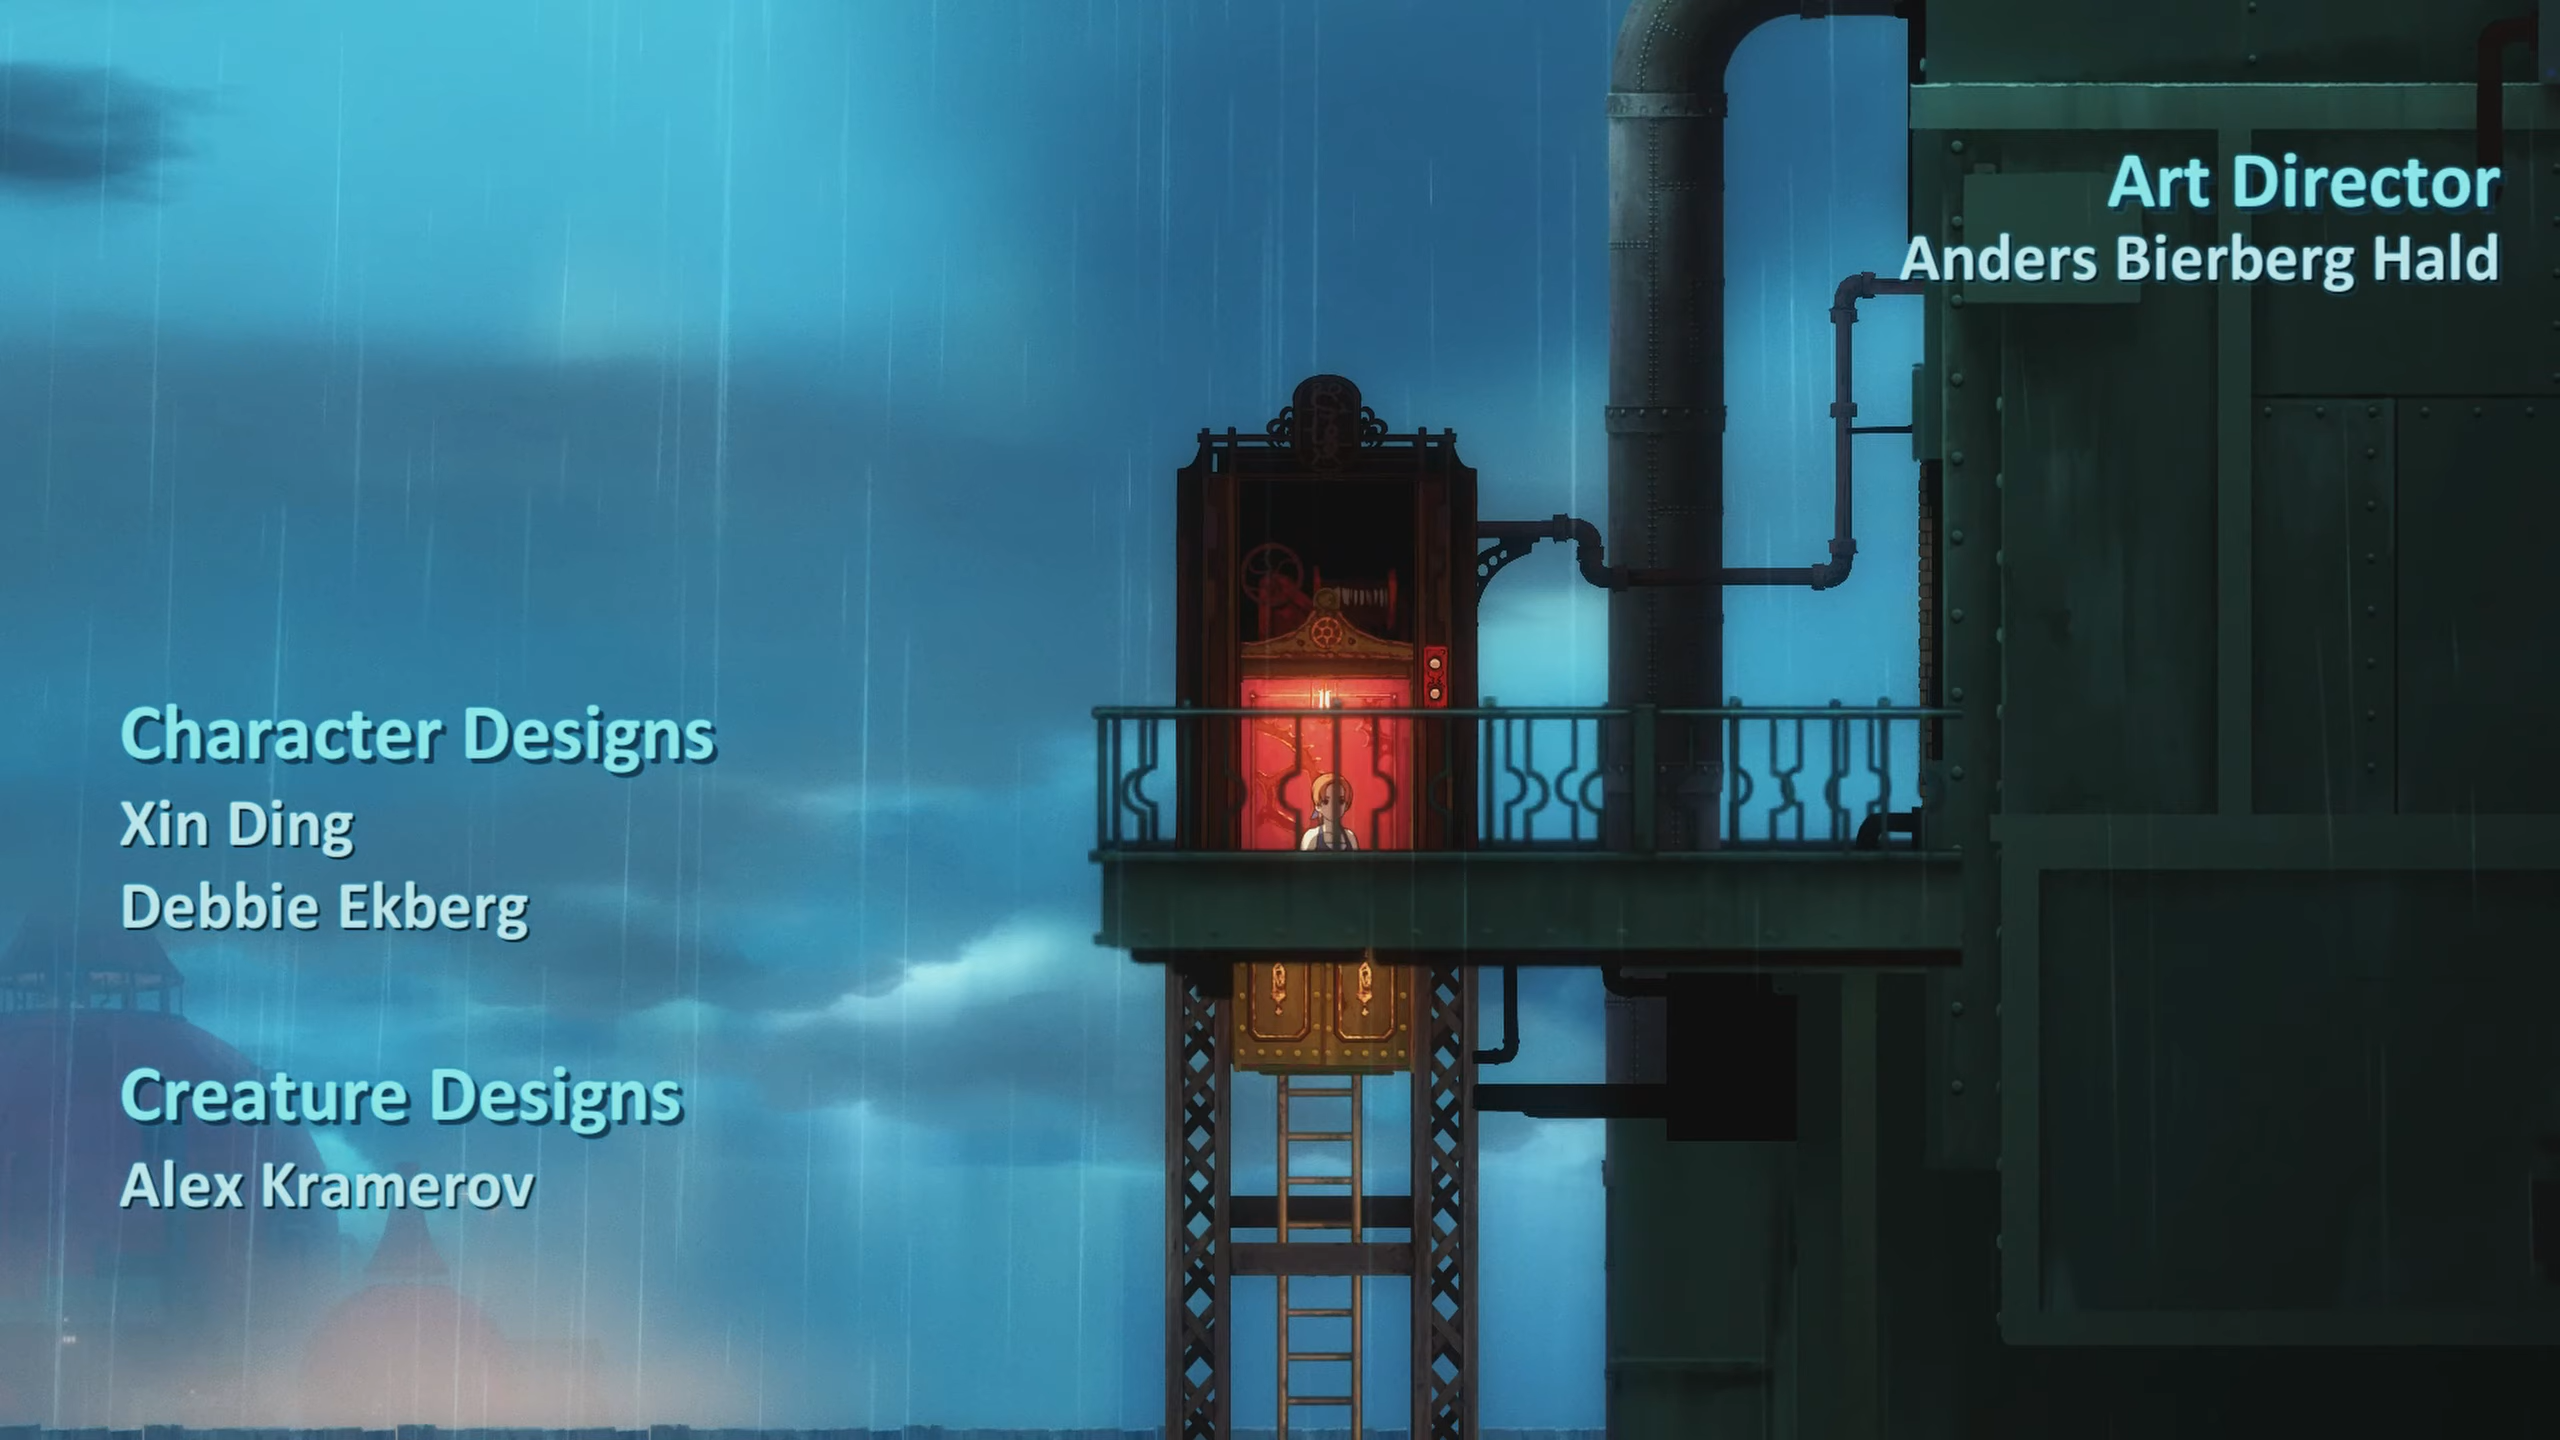 Art Director
Anders Bierberg Hald
Character Designs
Xin Ding
Debbie Ekberg
Creature Designs
Alex Kramerov